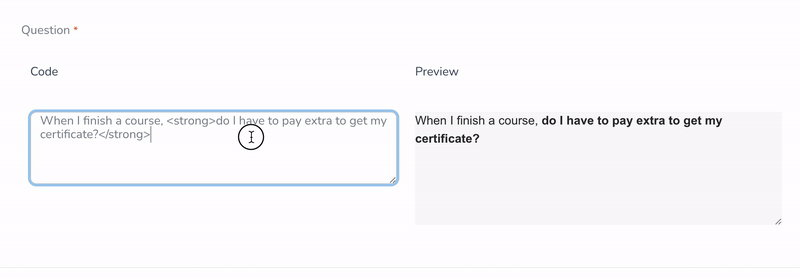 Question *
Code
Preview
When I finish a course, <strong>do I have to pay extra to get my
certificate?</strong>
When I finish a course, do I have to pay extra to get my
certificate?